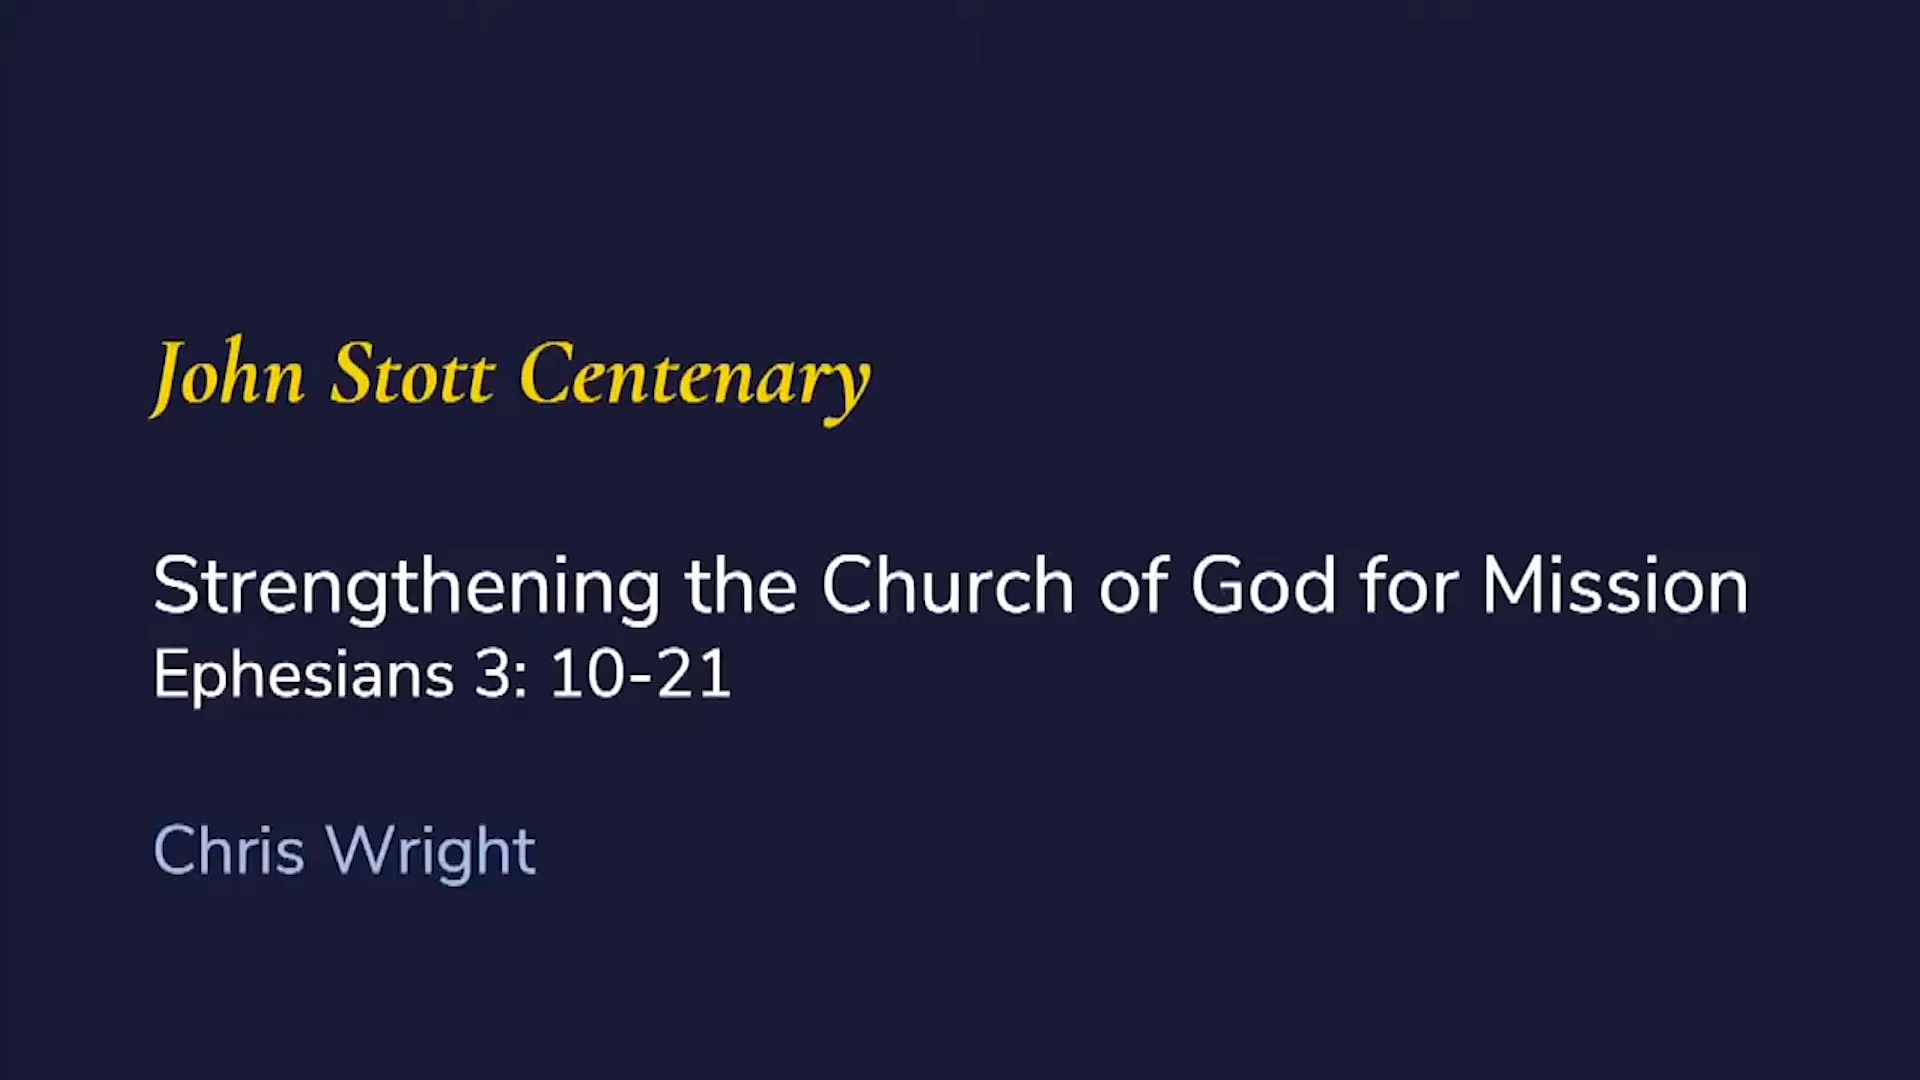 John Stott Centenary
Strengthening the Church of God for Mission
Ephesians 3: 10-21
Chris Wright